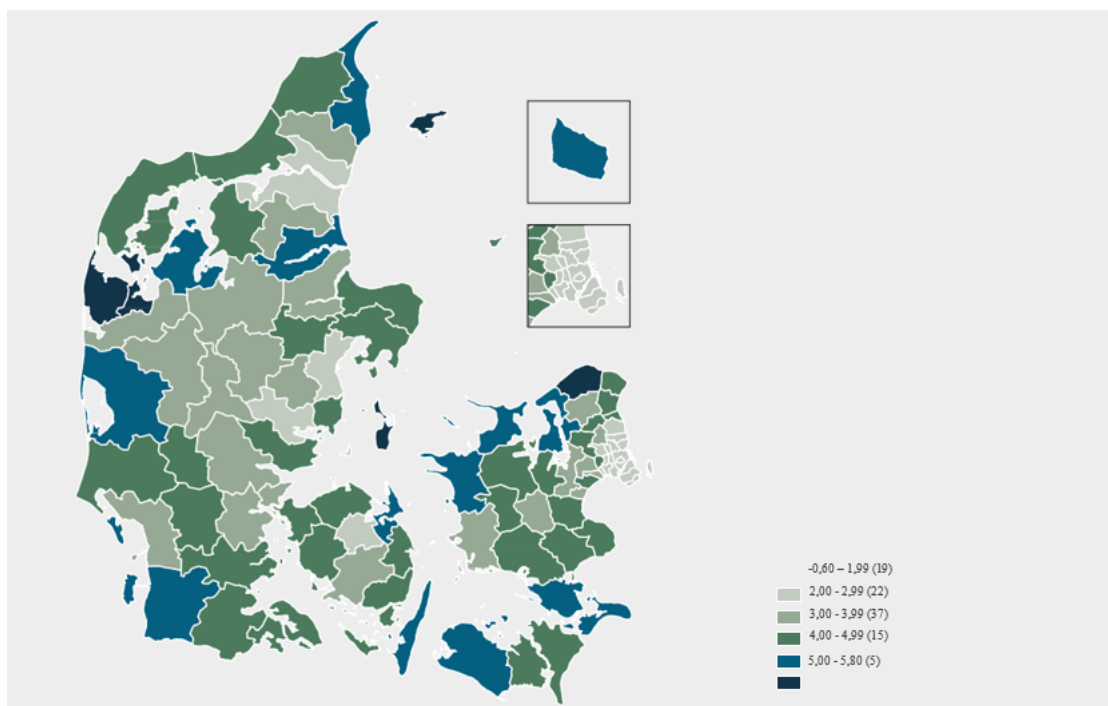 -0,60 – 1,99 (19)
2,00 - 2,99 (22)
3,00 - 3,99 (37)
4,00 - 4,99 (15)
5,00 - 5,80 (5)